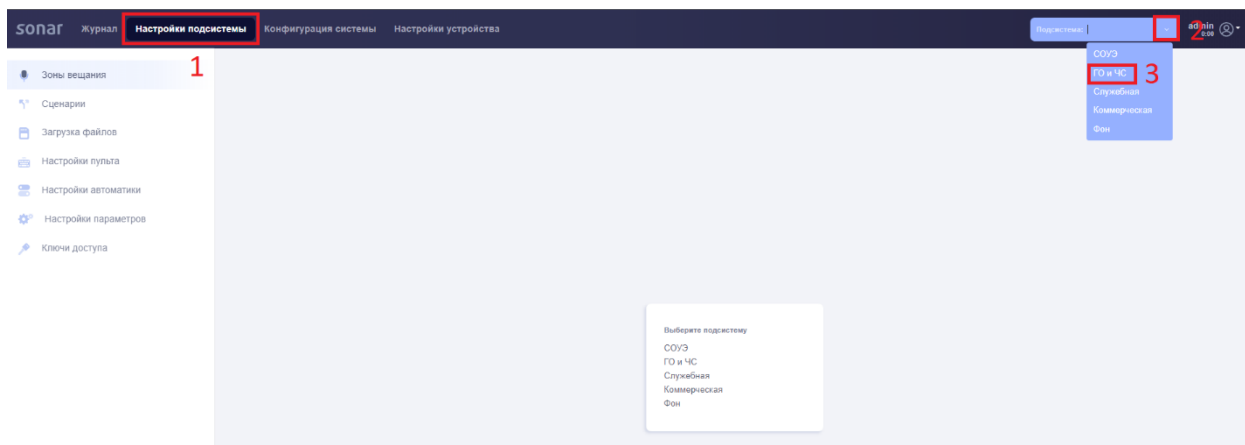 sonar Журнал Настройки подсистемы Конфигурация системы Настройки устройства Подсистема: 2 admin
0:00
1
Зоны вещания
Сценарии
Загрузка файлов
Настройки пульта
Настройки автоматики
Настройки параметров
Ключи доступа
СОУЭ
ГО и ЧС 3
Служебная
Коммерческая
Фон
Выберите подсистему
СОУЭ
ГО и ЧС
Служебная
Коммерческая
Фон